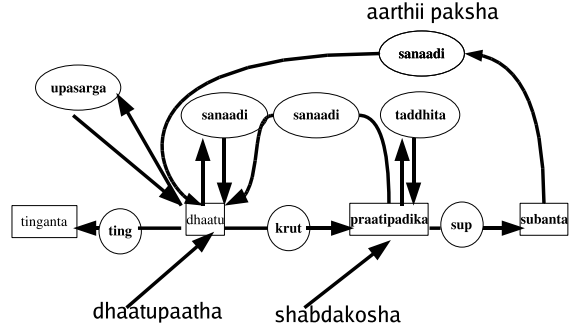 aarthii paksha
sanaadi
upasarga
sanaadi
sanaadi
taddhita
tinganta
ting
dhaatu
krut
praatipadika
sup
subanta
dhaatupaatha
shabdakosha